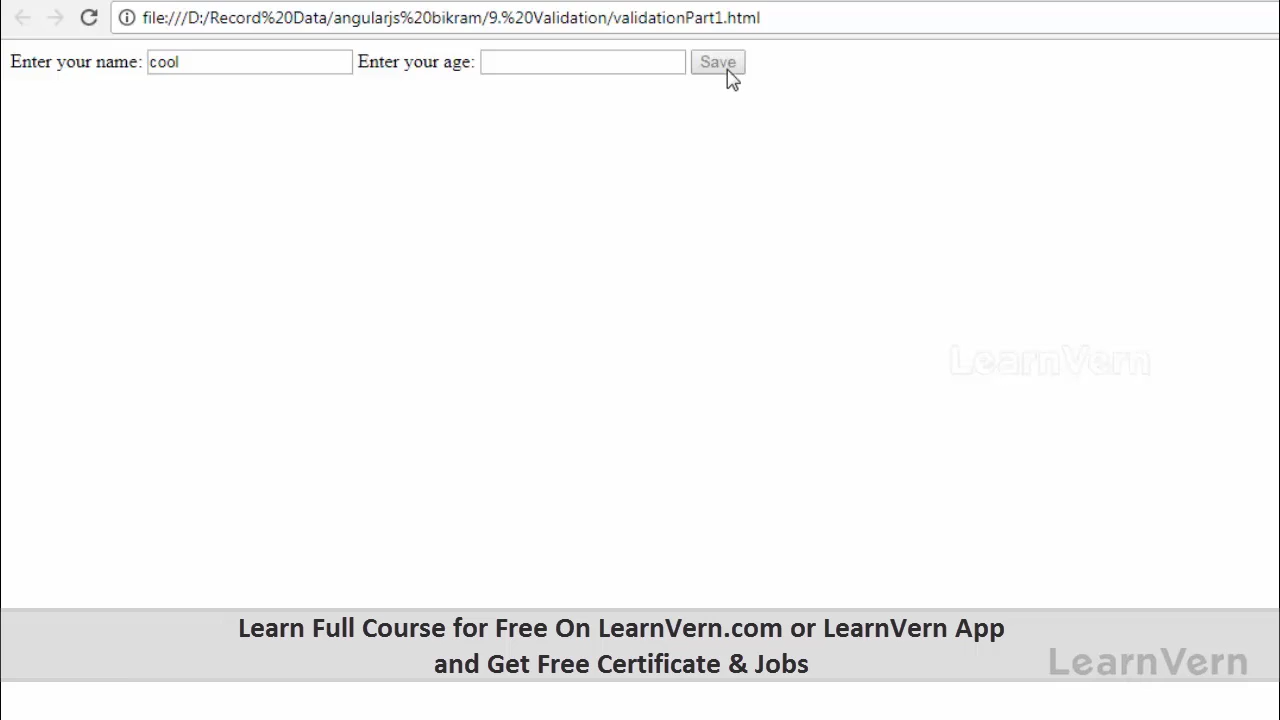 file:///D:/Record%20Data/angularjs%20bikram/9.%20Validation/validationPart1.html
Enter your name: cool Enter your age: Save
LearnVern
Learn Full Course for Free On LearnVern.com or LearnVern App
and Get Free Certificate & Jobs
LearnVern